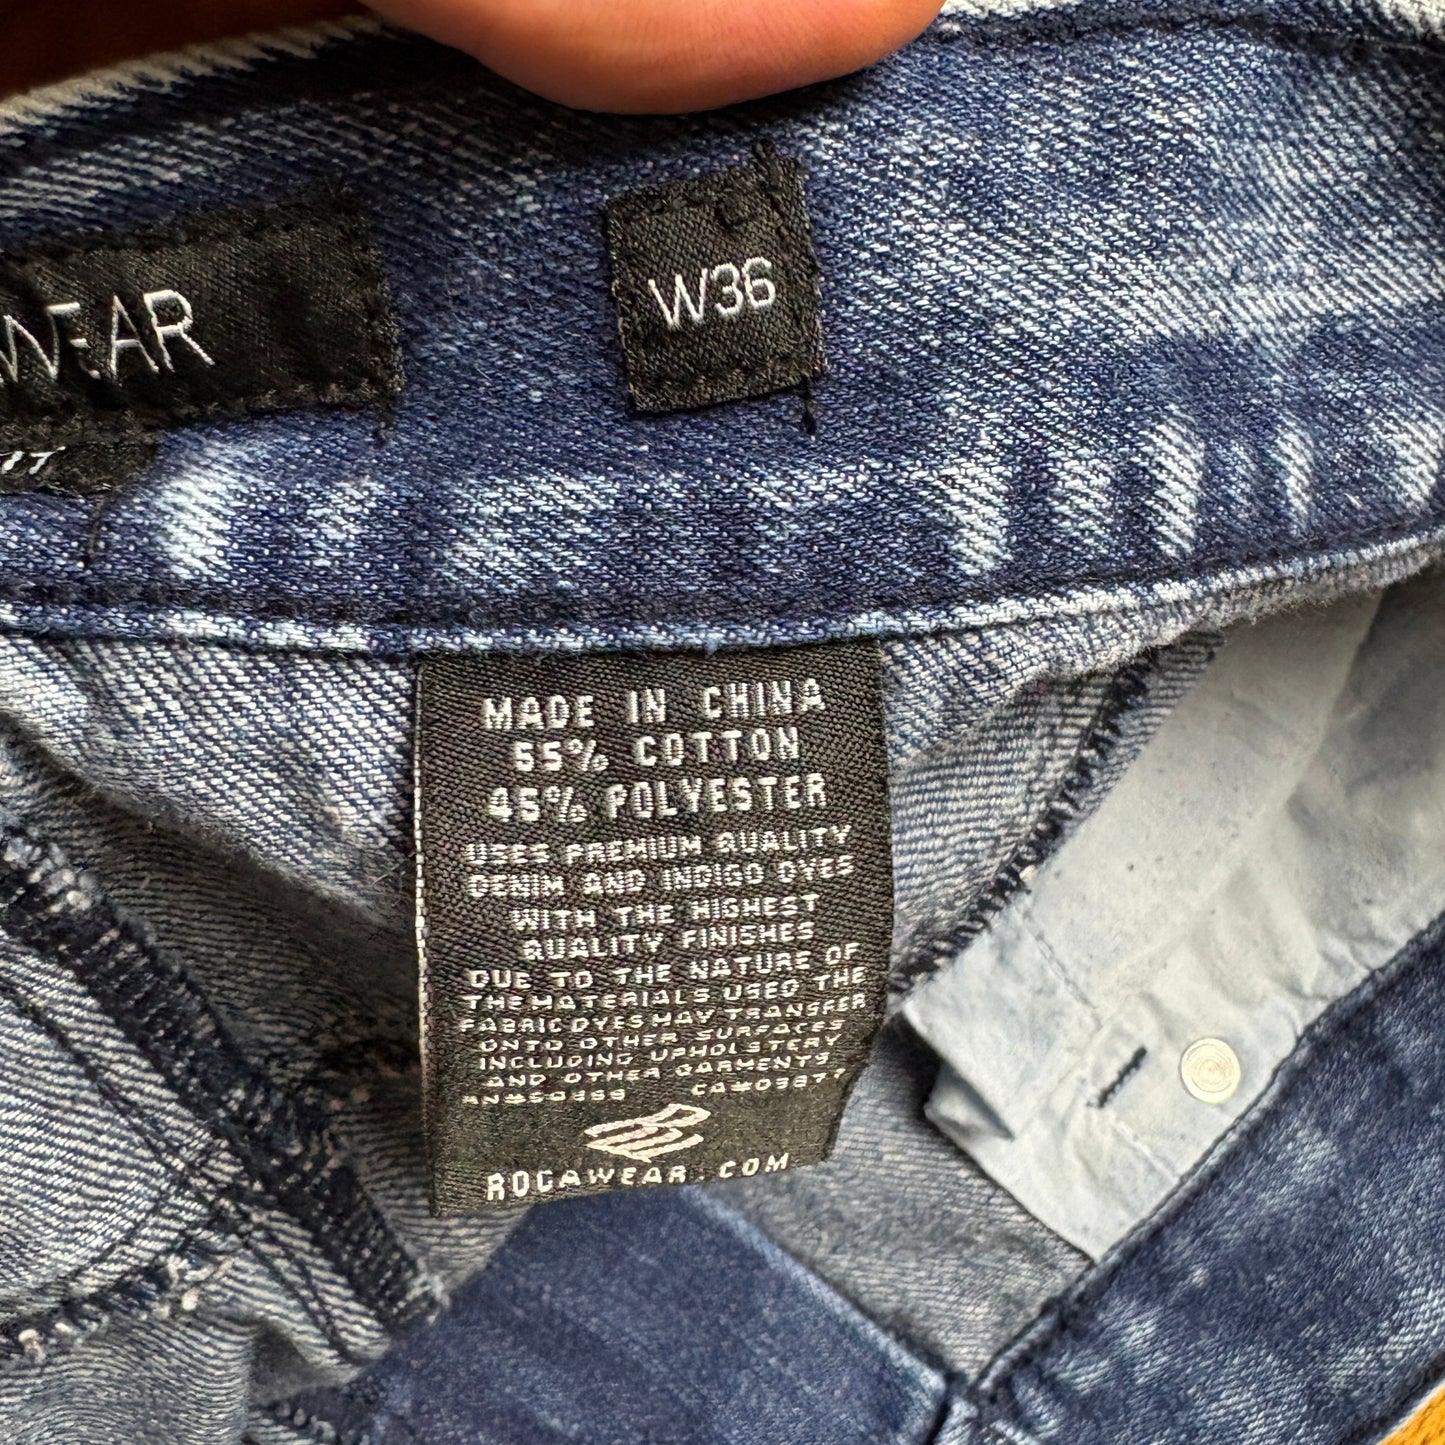 WEAR
W36
MADE IN CHINA
55% COTTON
45% POLYESTER
USES PREMIUM QUALITY
DENIM AND INDIGO DYES
WITH THE HIGHEST
QUALITY FINISHES
DUE TO THE NATURE OF
THE MATERIALS USED THE
FABRIC DYES MAY TRANSFER
ONTO OTHER SURFACES
INCLUDING UPHOLSTERY
AND OTHER GARMENTS
CA#03877
ROCAWEAR.COM